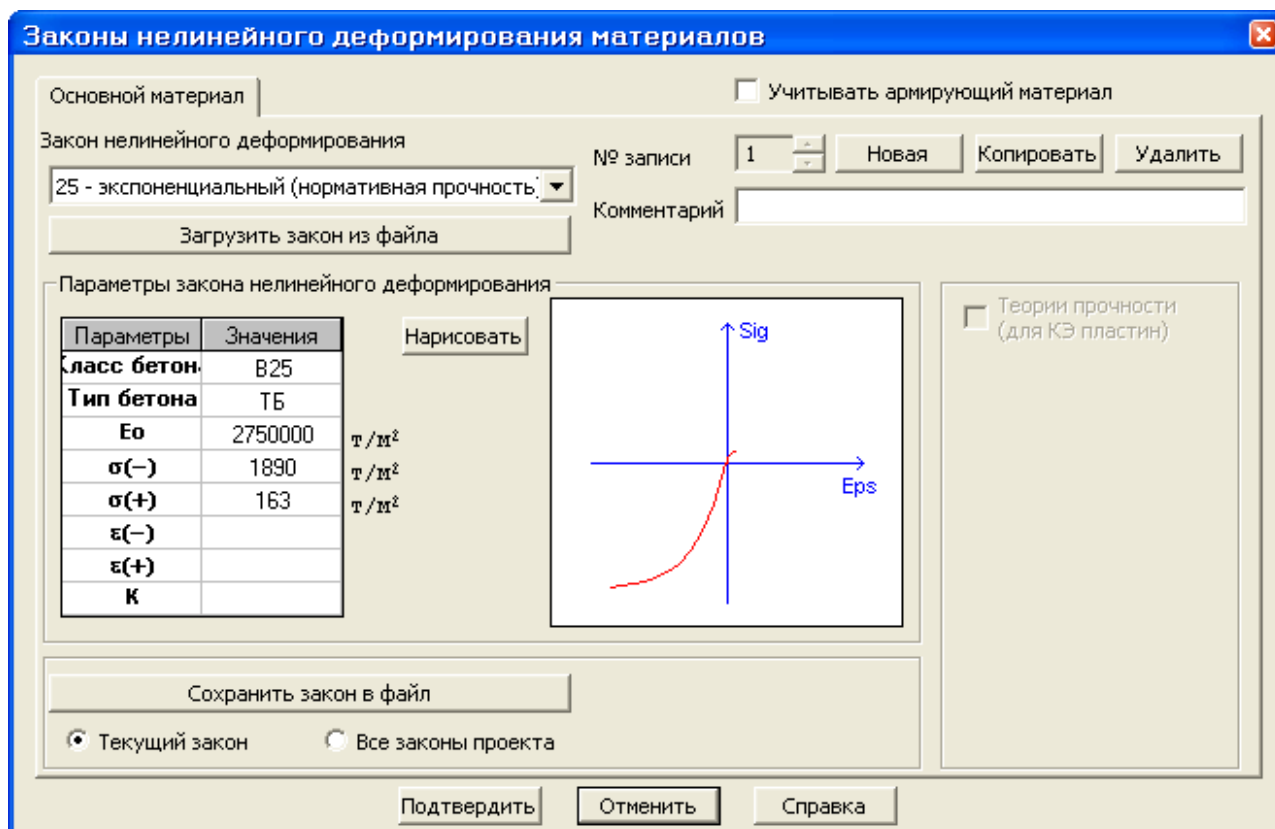 Законы нелинейного деформирования материалов
Основной материал
Учитывать армирующий материал
Закон нелинейного деформирования
№ записи
1
Новая
Копировать
Удалить
25 - экспоненциальный (нормативная прочность)
Комментарий
Загрузить закон из файла
Параметры закона нелинейного деформирования
Теории прочности
(для КЭ пластин)
Параметры Значения
Нарисовать
Класс бетона B25
Тип бетона ТБ
Eo 2750000 т/м²
σ(−) 1890 т/м²
σ(+) 163 т/м²
ε(−)
ε(+)
K
Sig
Eps
Сохранить закон в файл
Текущий закон
Все законы проекта
Подтвердить
Отменить
Справка